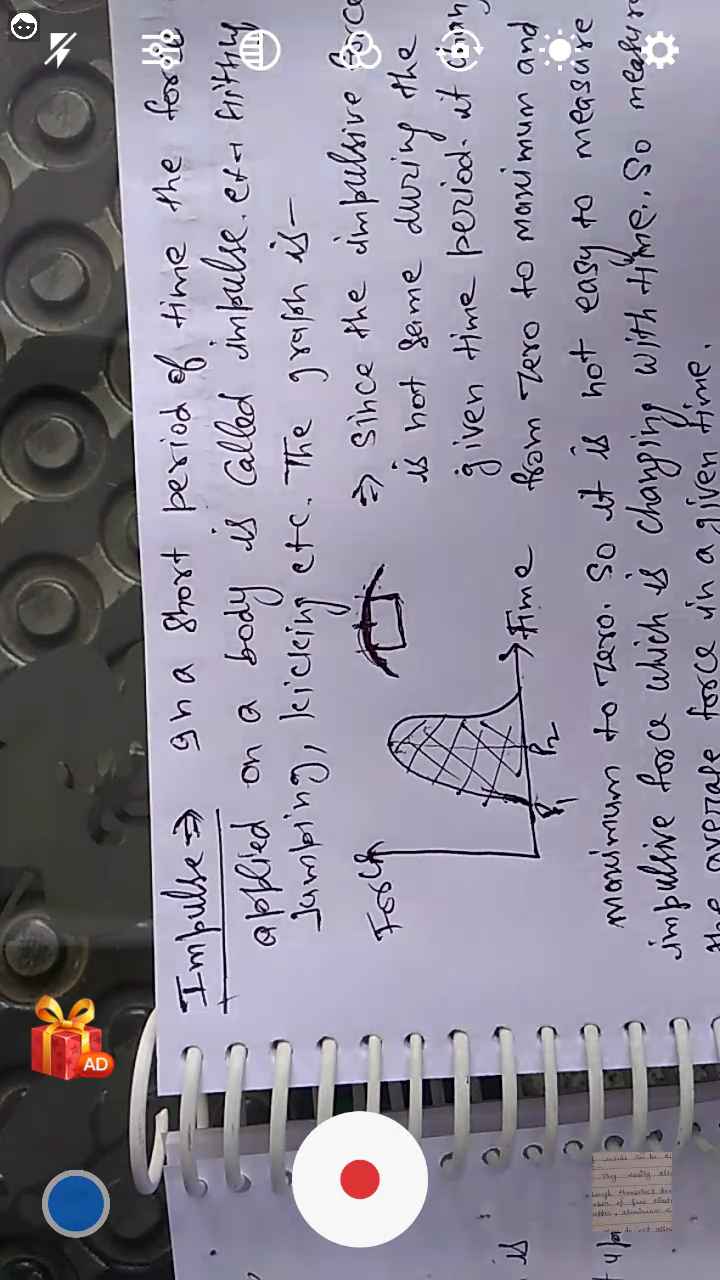 Impulse ⇒ In a short period of time the force
applied on a body is called impulse. ex→ hitting
Jumping, kicking etc. The graph is—
Force
Time
⇒ Since the impulsive force
is not same during the
given time period. it
from zero to maximum and
maximum to zero. So it is not easy to measure
impulsive force which is changing with time. So measure
the average force in a given time.
AD